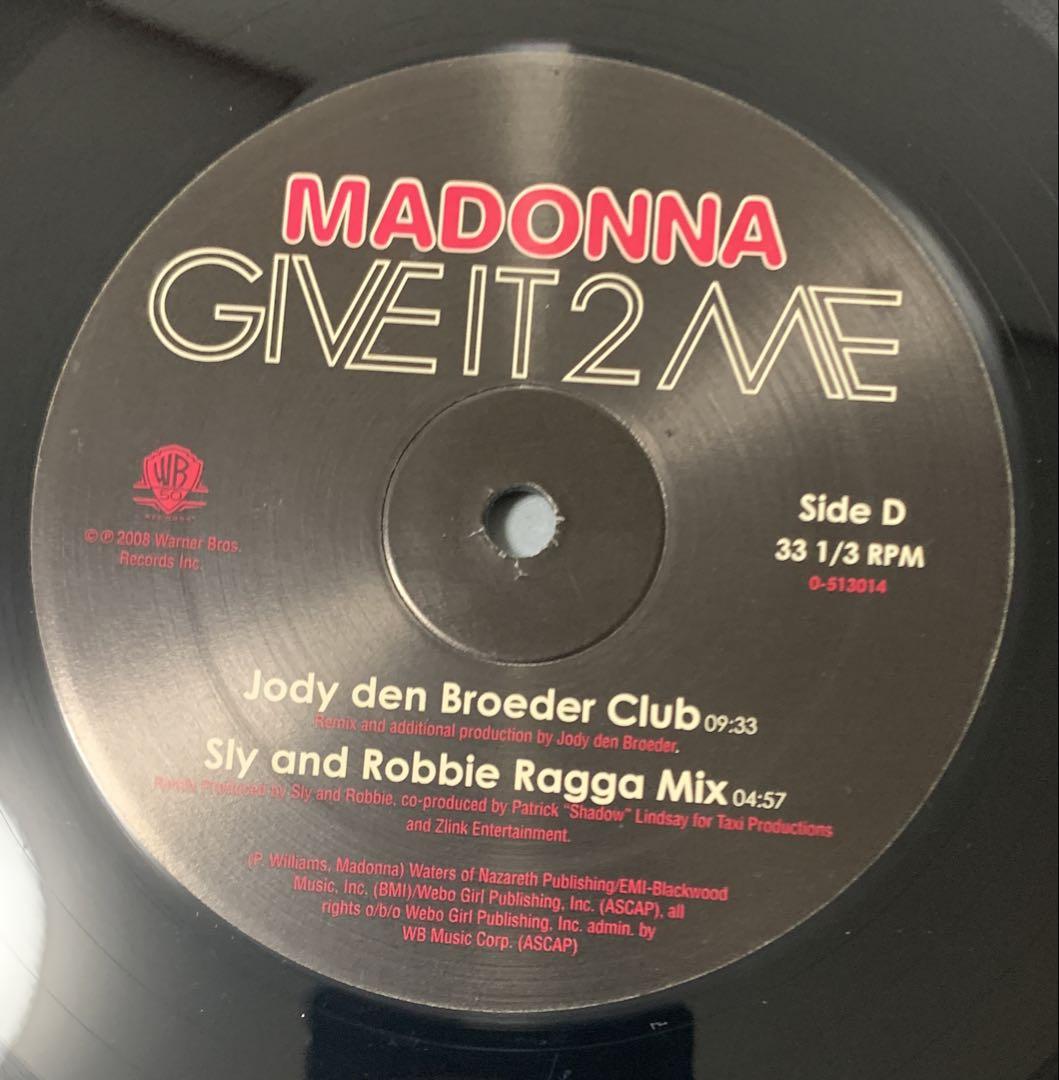 MADONNA
GIVE IT 2 ME
WB
50
©℗ 2008 Warner Bros.
Records Inc.
Side D
33 1/3 RPM
0-513014
Jody den Broeder Club 09:33
Remix and additional production by Jody den Broeder.
Sly and Robbie Ragga Mix 04:57
Remix Produced by Sly and Robbie, co-produced by Patrick "Shadow" Lindsay for Taxi Productions
and Zlink Entertainment.
(P. Williams, Madonna) Waters of Nazareth Publishing/EMI-Blackwood
Music, Inc. (BMI)/Webo Girl Publishing, Inc. (ASCAP), all
rights o/b/o Webo Girl Publishing, Inc. admin. by
WB Music Corp. (ASCAP)